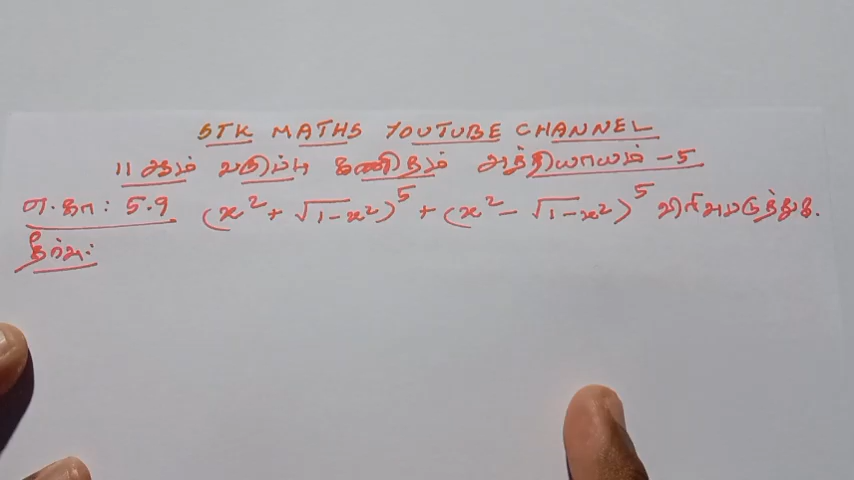 STK MATHS YOUTUBE CHANNEL
11 ஆம் வகுப்பு கணிதம் அத்தியாயம் - 5
எ.கா: 5.9 (x² + √1-x²)⁵ + (x² - √1-x²)⁵ விரிவுபடுத்துக.
தீர்வு: